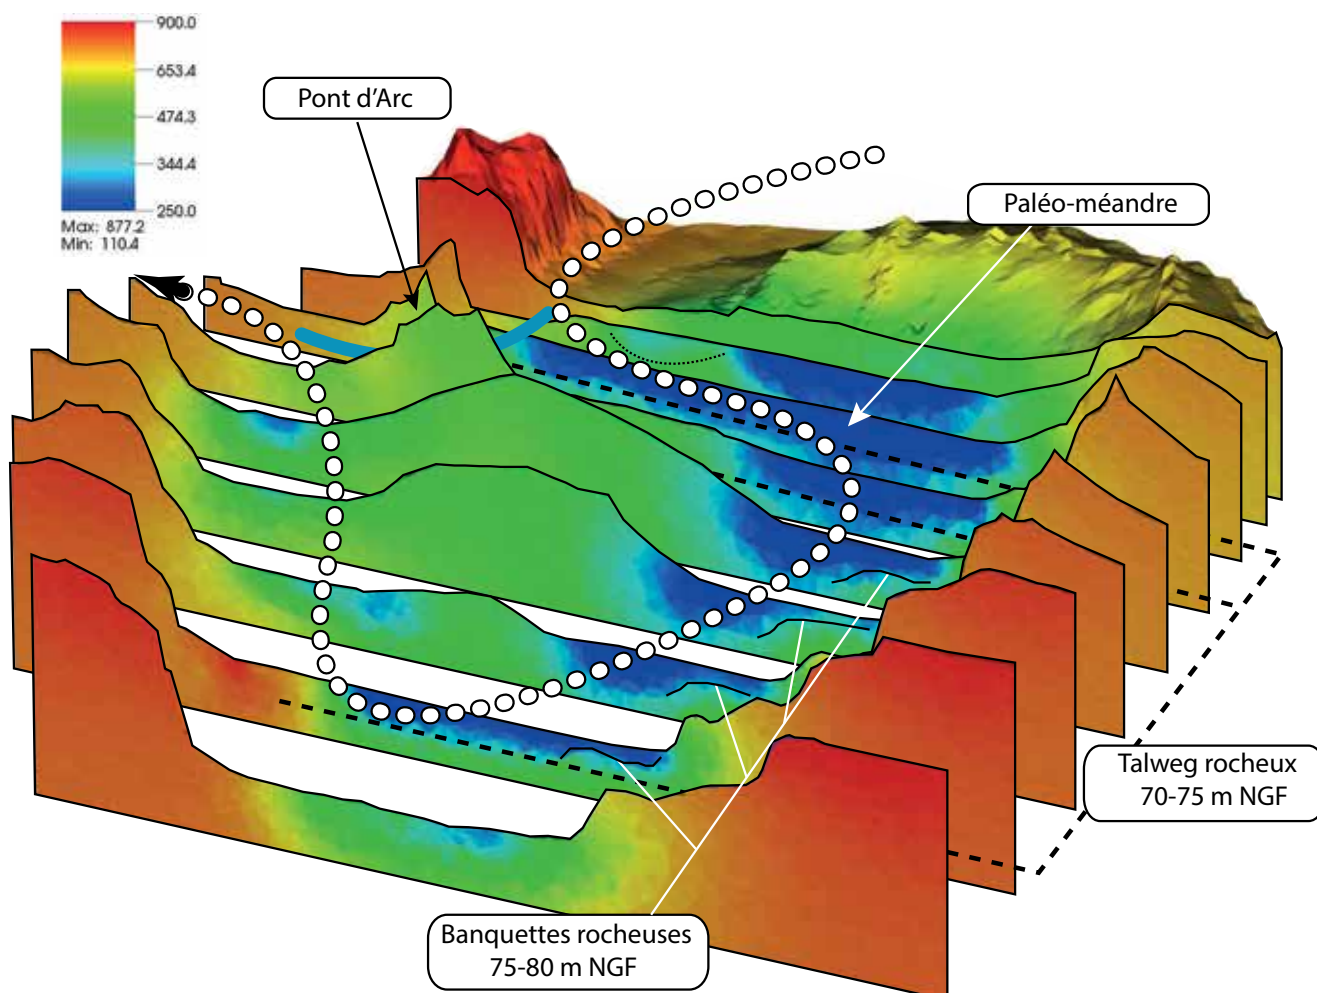 900.0
653.4
474.3
344.4
250.0
Max: 877.2
Min: 110.4
Pont d'Arc
Paléo-méandre
Talweg rocheux
70-75 m NGF
Banquettes rocheuses
75-80 m NGF